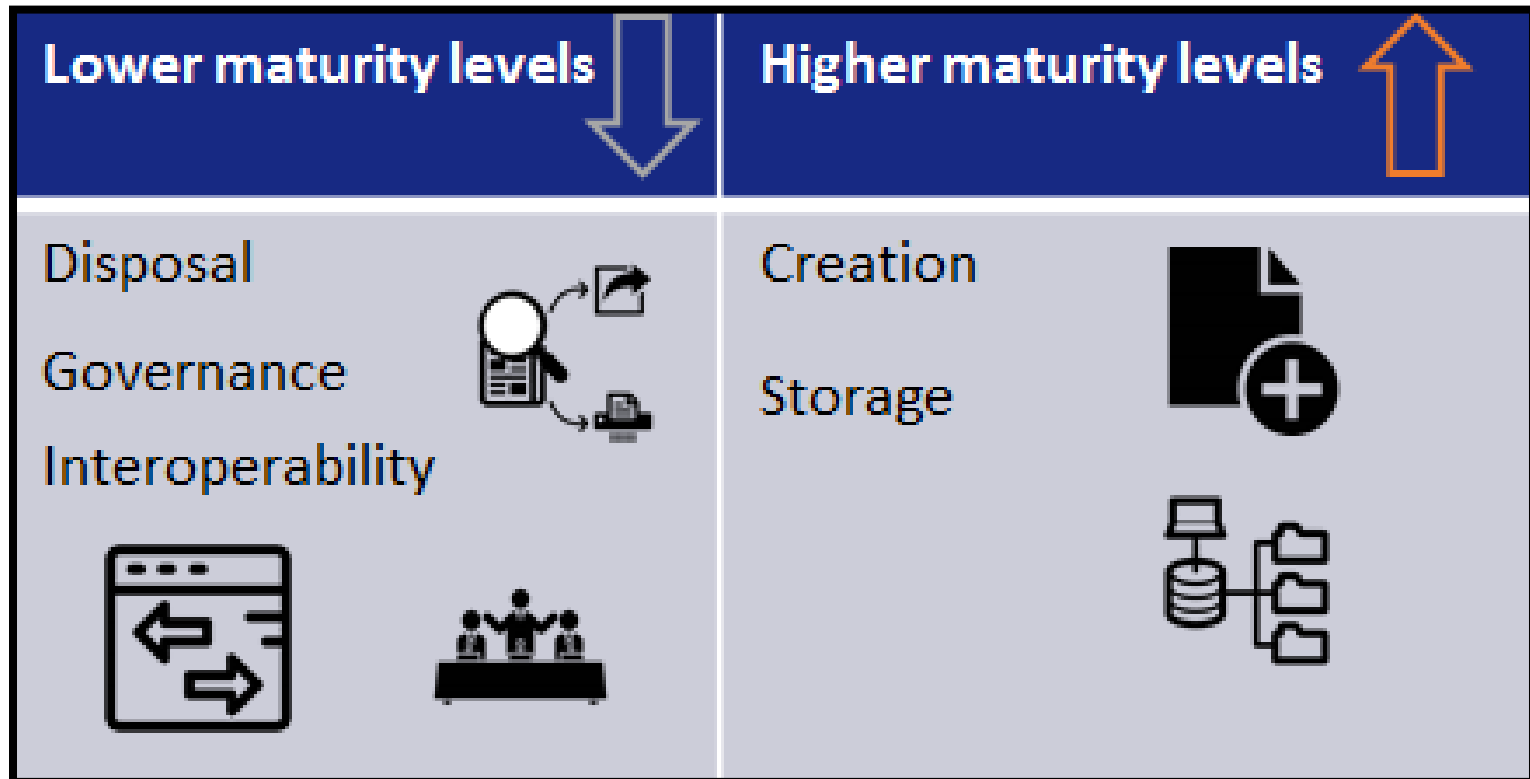 Lower maturity levels
Higher maturity levels
Disposal
Governance
Interoperability
Creation
Storage